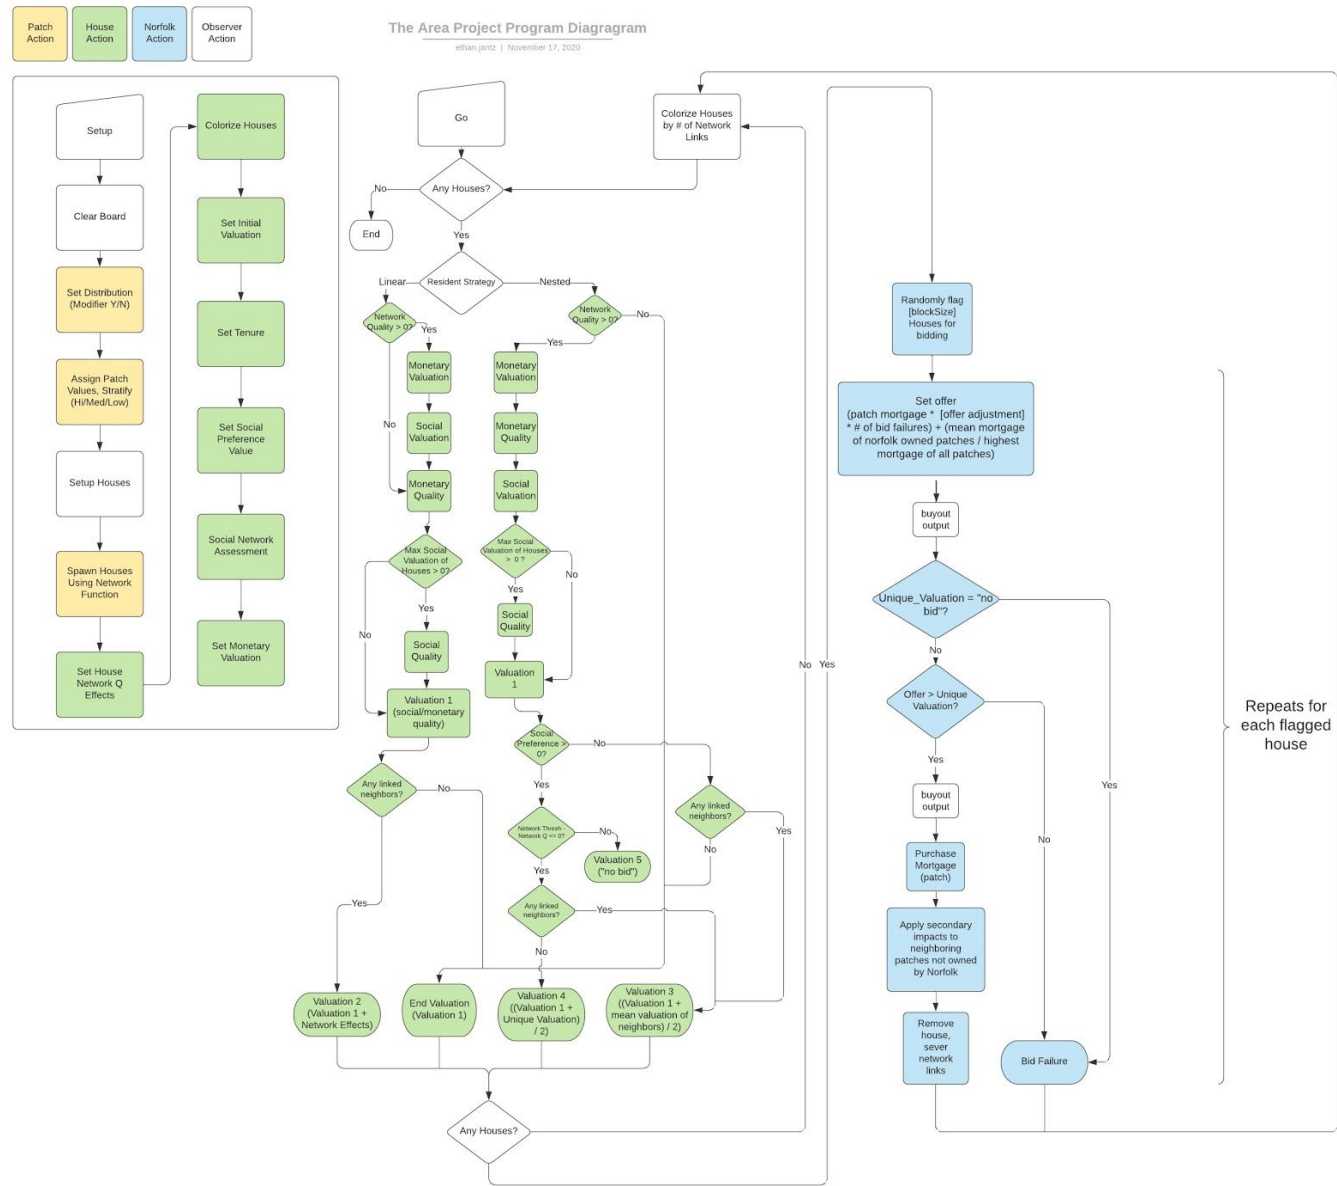 Patch
Action
House
Action
Norfolk
Action
Observer
Action
The Area Project Program Diagragram
ethan jantz | November 17, 2020
Setup
Clear Board
Set Distribution
(Modifier Y/N)
Assign Patch
Values, Stratify
(Hi/Med/Low)
Setup Houses
Spawn Houses
Using Network
Function
Set House
Network Q
Effects
Colorize Houses
Set Initial
Valuation
Set Tenure
Set Social
Preference
Value
Social Network
Assessment
Set Monetary
Valuation
Go
Any Houses?
No
End
Yes
Resident Strategy
Linear
Nested
Colorize Houses
by # of Network
Links
Network
Quality > 0?
Yes
No
Monetary
Valuation
Social
Valuation
Monetary
Quality
Max Social
Valuation of
Houses > 0?
Yes
No
Social
Quality
Valuation 1
(social/monetary
quality)
Any linked
neighbors?
No
Yes
Network
Quality > 0?
No
Yes
Monetary
Valuation
Monetary
Quality
Social
Valuation
Max Social
Valuation of Houses
> 0 ?
No
Yes
Social
Quality
Valuation
1
Social
Preference >
0?
No
Yes
Network Thresh -
Network Q <= 0?
No
Valuation 5
("no bid")
Yes
Any linked
neighbors?
Yes
No
Any linked
neighbors?
Yes
No
Valuation 2
(Valuation 1 +
Network Effects)
End Valuation
(Valuation 1)
Valuation 4
((Valuation 1 +
Unique Valuation)
/ 2)
Valuation 3
((Valuation 1 +
mean valuation of
neighbors) / 2)
Any Houses?
No
Yes
Randomly flag
[blockSize]
Houses for
bidding
Set offer
(patch mortgage * [offer adjustment]
* # of bid failures) + (mean mortgage
of norfolk owned patches / highest
mortgage of all patches)
buyout
output
Unique_Valuation = "no
bid"?
No
Yes
Offer > Unique
Valuation?
Yes
No
buyout
output
Purchase
Mortgage
(patch)
Apply secondary
impacts to
neighboring
patches not owned
by Norfolk
Remove
house,
sever
network
links
Bid Failure
Repeats for
each flagged
house